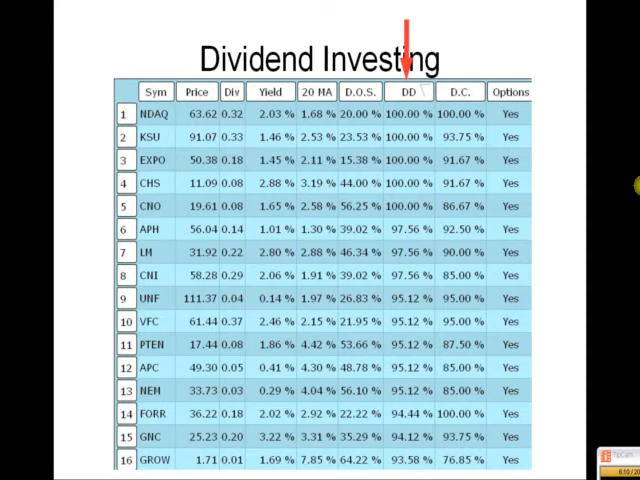 Dividend Investing
Sym Price Div Yield 20 MA D.O.S. DD D.C. Options
1 NDAQ 63.62 0.32 2.03 % 1.68 % 20.00 % 100.00 % 100.00 % Yes
2 KSU 91.07 0.33 1.46 % 2.53 % 23.53 % 100.00 % 93.75 % Yes
3 EXPO 50.38 0.18 1.45 % 2.11 % 15.38 % 100.00 % 91.67 % Yes
4 CHS 11.09 0.08 2.88 % 3.19 % 44.00 % 100.00 % 91.67 % Yes
5 CNO 19.61 0.08 1.65 % 2.58 % 56.25 % 100.00 % 86.67 % Yes
6 APH 56.04 0.14 1.01 % 1.30 % 39.02 % 97.56 % 92.50 % Yes
7 LM 31.92 0.22 2.80 % 2.88 % 46.34 % 97.56 % 90.00 % Yes
8 CNI 58.28 0.29 2.06 % 1.91 % 39.02 % 97.56 % 85.00 % Yes
9 UNF 111.37 0.04 0.14 % 1.97 % 26.83 % 95.12 % 95.00 % Yes
10 VFC 61.44 0.37 2.46 % 2.15 % 21.95 % 95.12 % 95.00 % Yes
11 PTEN 17.44 0.08 1.86 % 4.42 % 53.66 % 95.12 % 87.50 % Yes
12 APC 49.30 0.05 0.41 % 4.30 % 48.78 % 95.12 % 85.00 % Yes
13 NEM 33.73 0.03 0.29 % 4.04 % 56.10 % 95.12 % 85.00 % Yes
14 FORR 36.22 0.18 2.02 % 2.92 % 22.22 % 94.44 % 100.00 % Yes
15 GNC 25.23 0.20 3.22 % 3.31 % 35.29 % 94.12 % 93.75 % Yes
16 GROW 1.71 0.01 1.69 % 7.85 % 64.22 % 93.58 % 76.85 % Yes
TipCam
6:10 / 20